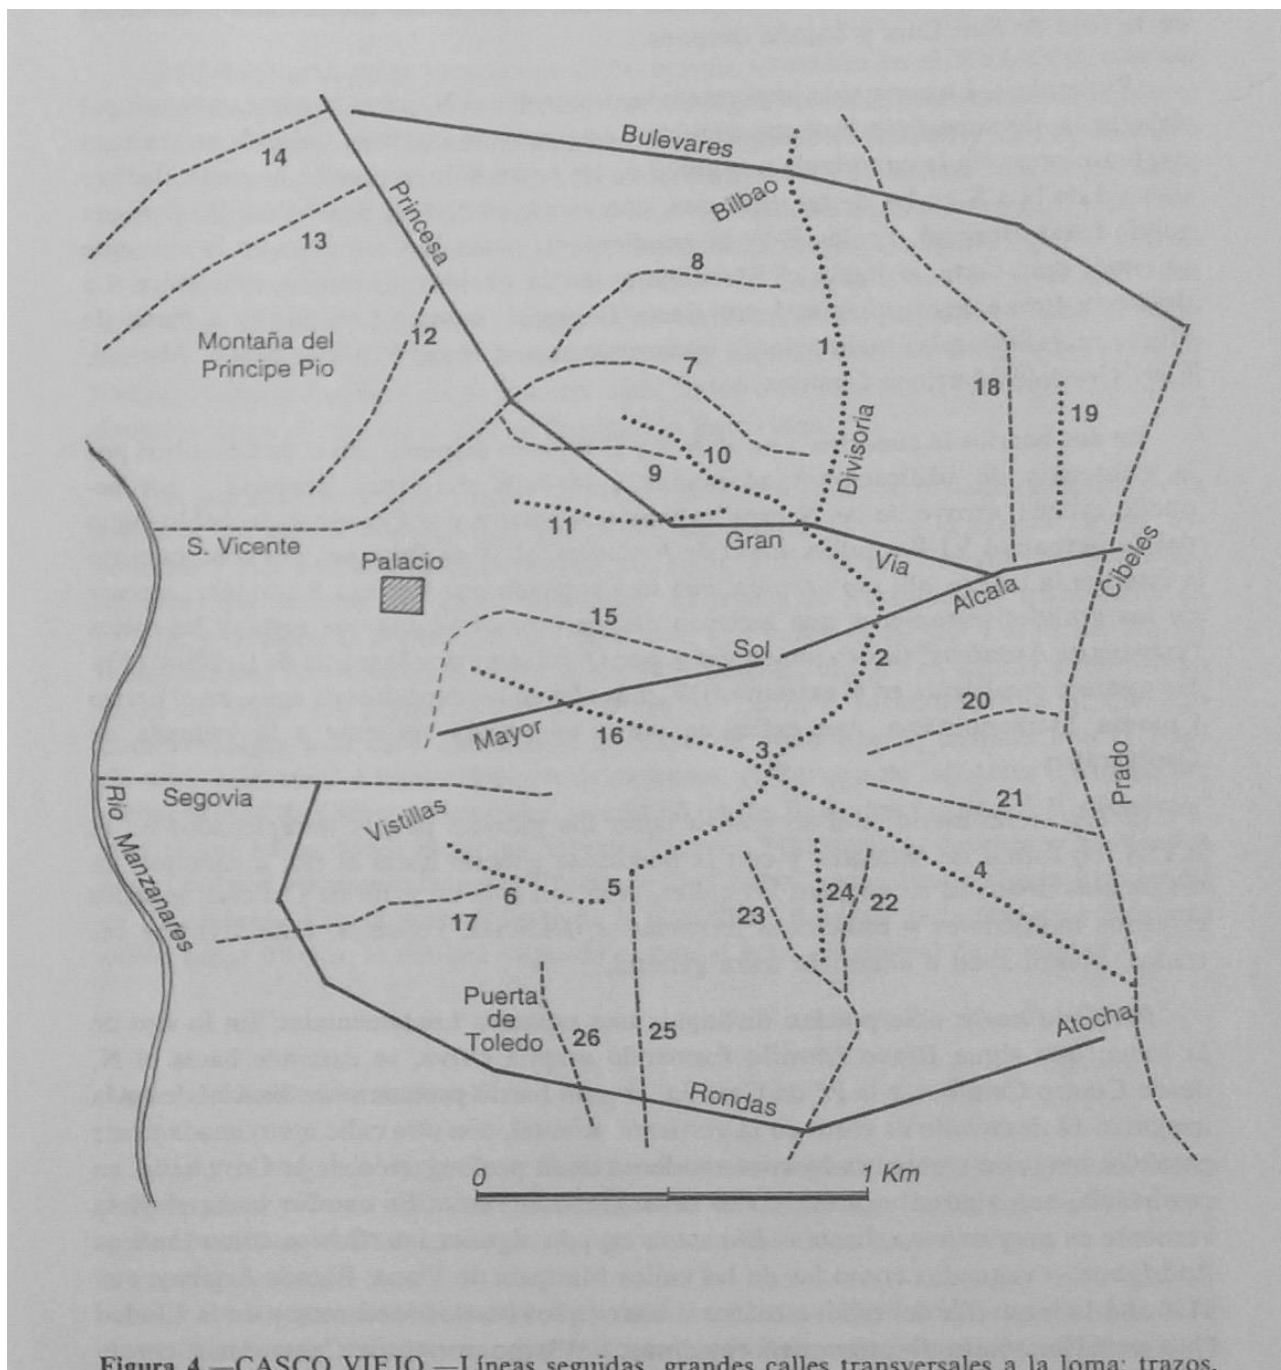 Bulevares
14
Bilbao
Princesa
13
8
1
12
Montaña del
Principe Pio
7
18
19
Divisoria
10
9
11
S. Vicente
Gran
Via
Cibeles
Palacio
Alcala
15
Sol
2
20
Mayor
16
3
Prado
Segovia
21
Vistillas
Rio Manzanares
4
5
6
24
22
23
17
Puerta
de
Toledo
26
25
Atocha
Rondas
0
1 Km
Figura 4.—CASCO VIEJO.—Líneas seguidas, grandes calles transversales a la loma; trazos,